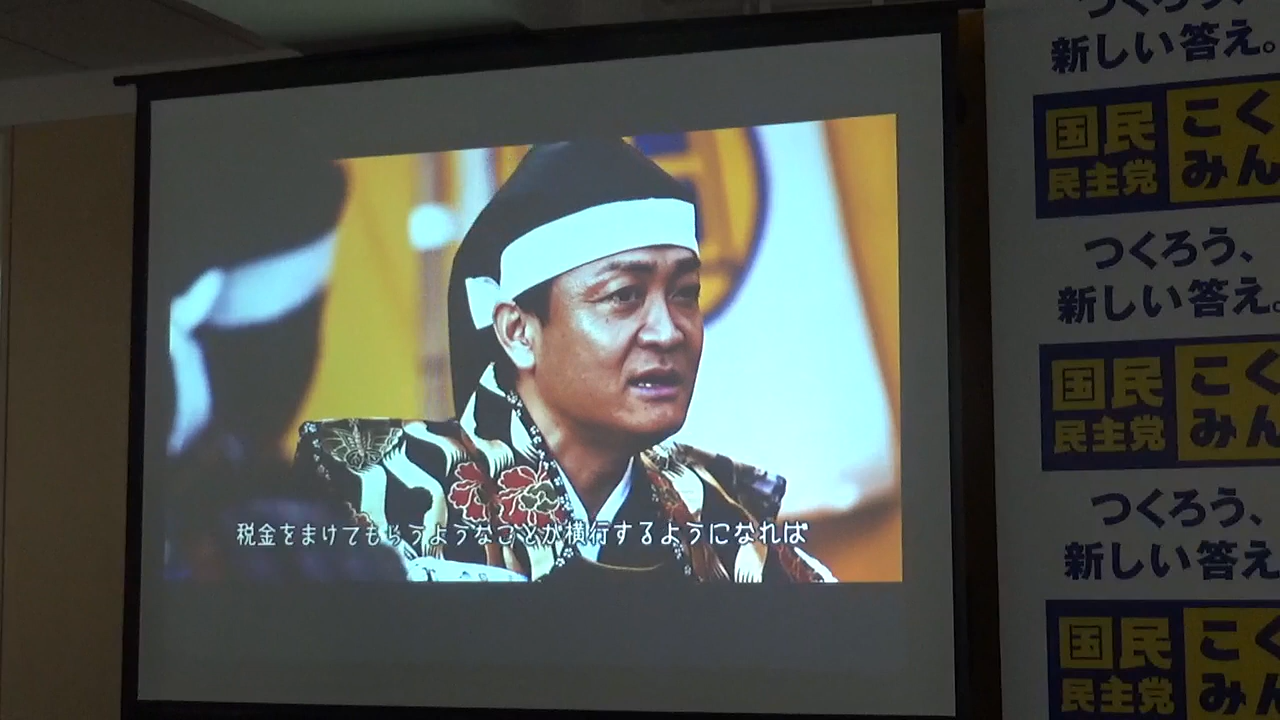 税金をまけてもらうようなことが横行するようになれば
つくろう、
新しい答え。
国民
民主党
こく
みん
つくろう、
新しい答え。
国民
民主党
こく
みん
つくろう、
新しい答え
国民
民主党
こく
みん